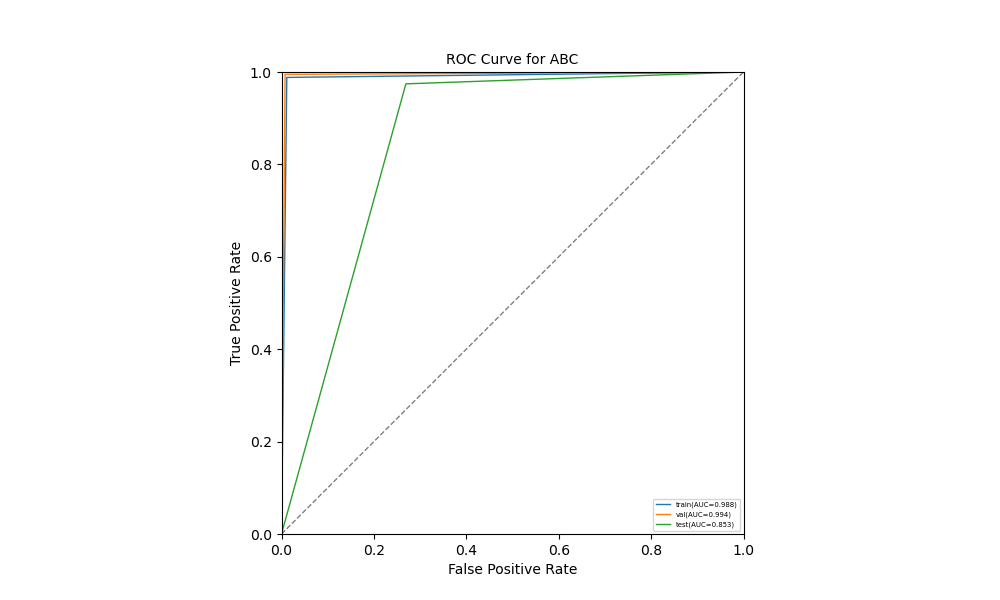 ROC Curve for ABC
True Positive Rate
1.0
0.8
0.6
0.4
0.2
0.0
0.0 0.2 0.4 0.6 0.8 1.0
False Positive Rate
train(AUC=0.988)
val(AUC=0.994)
test(AUC=0.853)